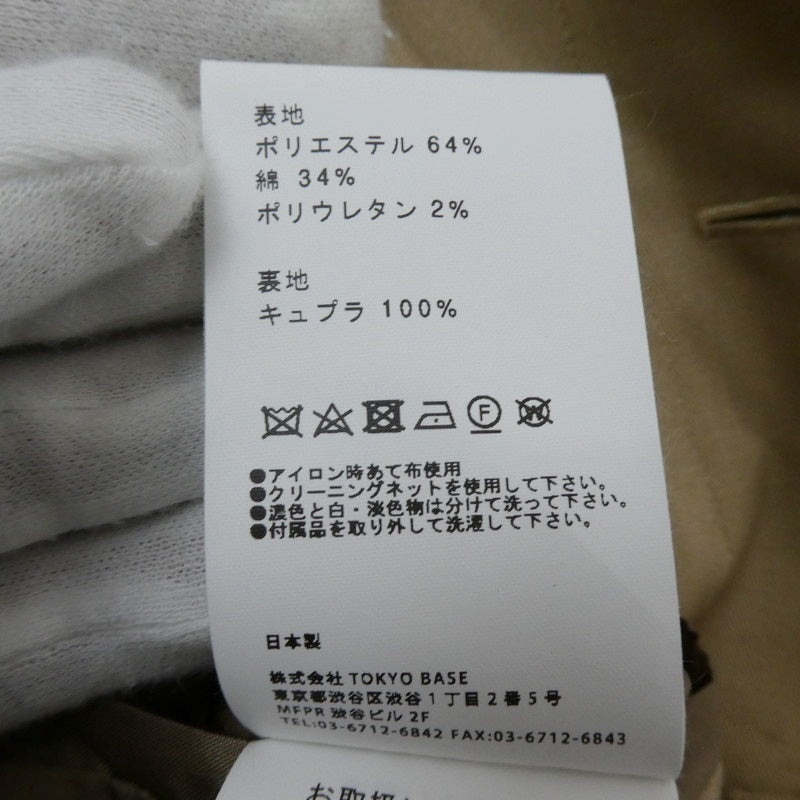 表地
ポリエステル 64%
綿 34%
ポリウレタン 2%
裏地
キュプラ 100%
F W
●アイロン時あて布使用
●クリーニングネットを使用して下さい。
●濃色と白・淡色物は分けて洗って下さい。
●付属品を取り外して洗濯して下さい。
日本製
株式会社 TOKYO BASE
東京都渋谷区渋谷1丁目2番5号
MFPR 渋谷ビル 2F
TEL:03-6712-6842 FAX:03-6712-6843
お取扱